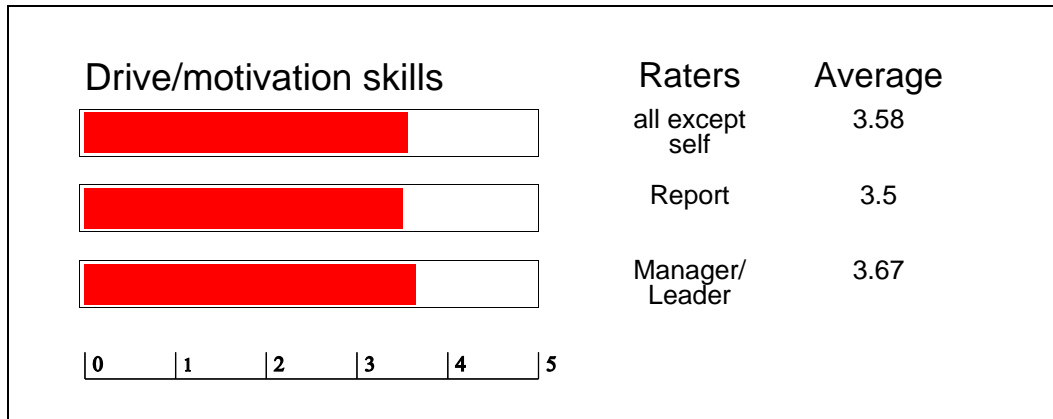 Drive/motivation skills Raters Average
all except 3.58
self
Report 3.5
Manager/ 3.67
Leader
0 1 2 3 4 5